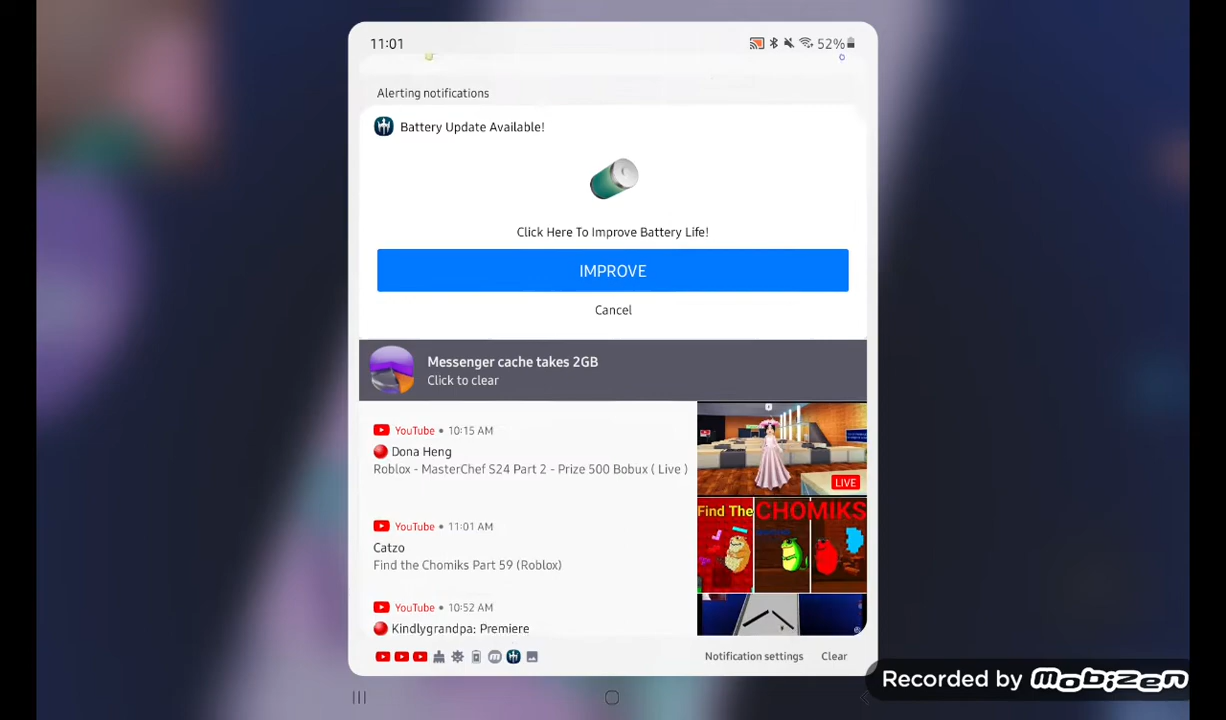 11:01
52%
Alerting notifications
Battery Update Available!
Click Here To Improve Battery Life!
IMPROVE
Cancel
Messenger cache takes 2GB
Click to clear
YouTube • 10:15 AM
Dona Heng
Roblox - MasterChef S24 Part 2 - Prize 500 Bobux ( Live )
LIVE
YouTube • 11:01 AM
Catzo
Find the Chomiks Part 59 (Roblox)
Find The CHOMIKS
YouTube • 10:52 AM
Kindlygrandpa: Premiere
Notification settings
Clear
Recorded by mobizen